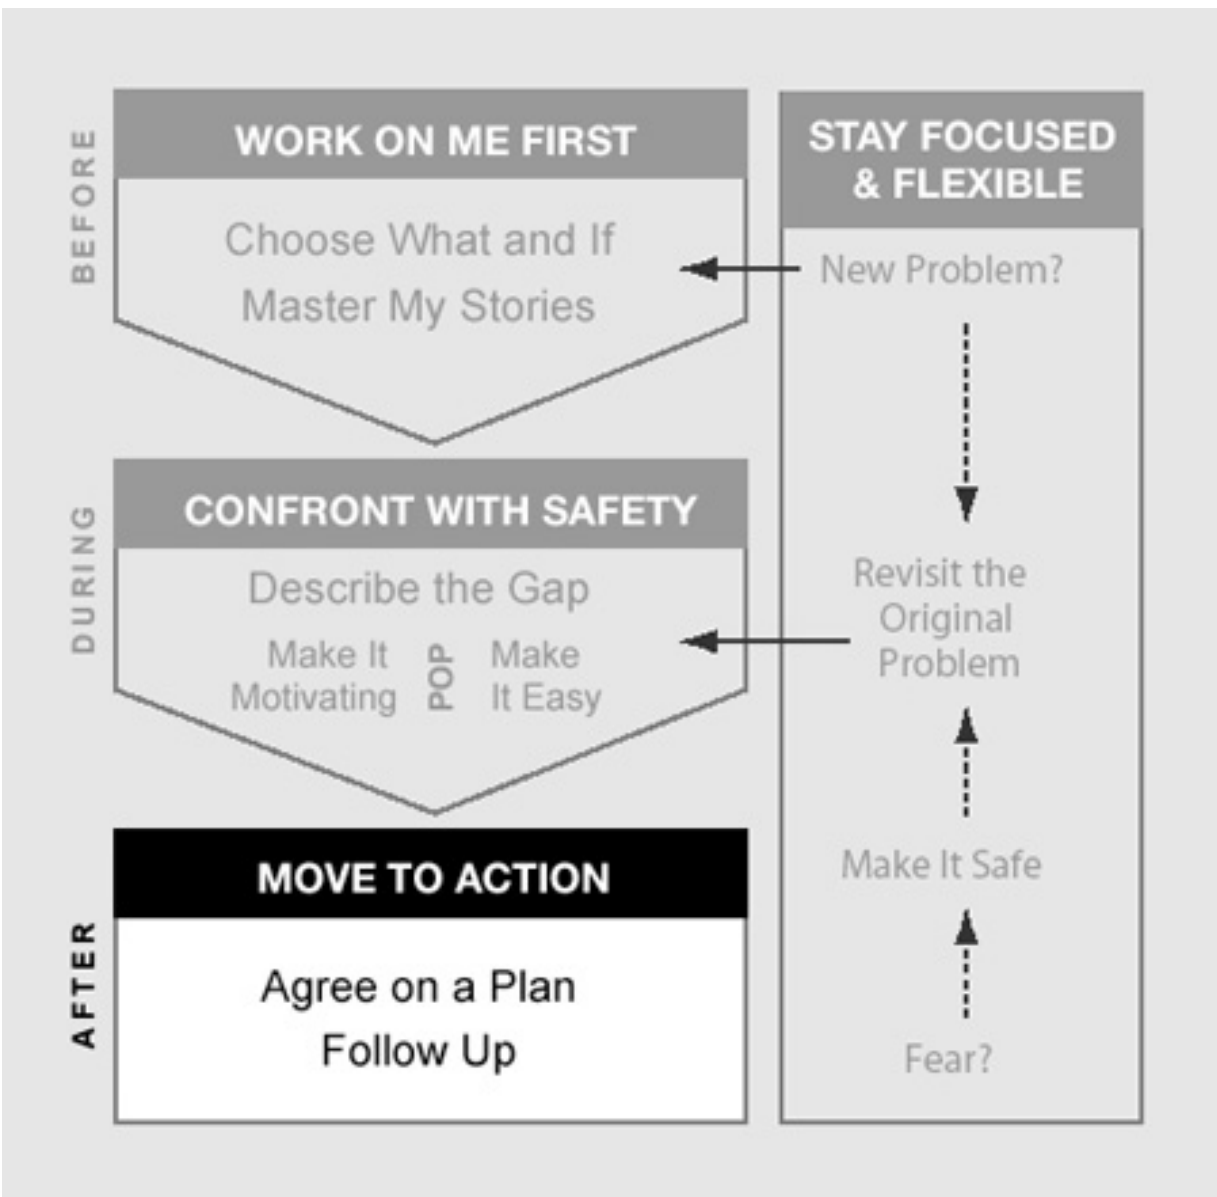 BEFORE
WORK ON ME FIRST
Choose What and If
Master My Stories
DURING
CONFRONT WITH SAFETY
Describe the Gap
Make It
Motivating
POP
Make
It Easy
AFTER
MOVE TO ACTION
Agree on a Plan
Follow Up
STAY FOCUSED
& FLEXIBLE
New Problem?
Revisit the
Original
Problem
Make It Safe
Fear?